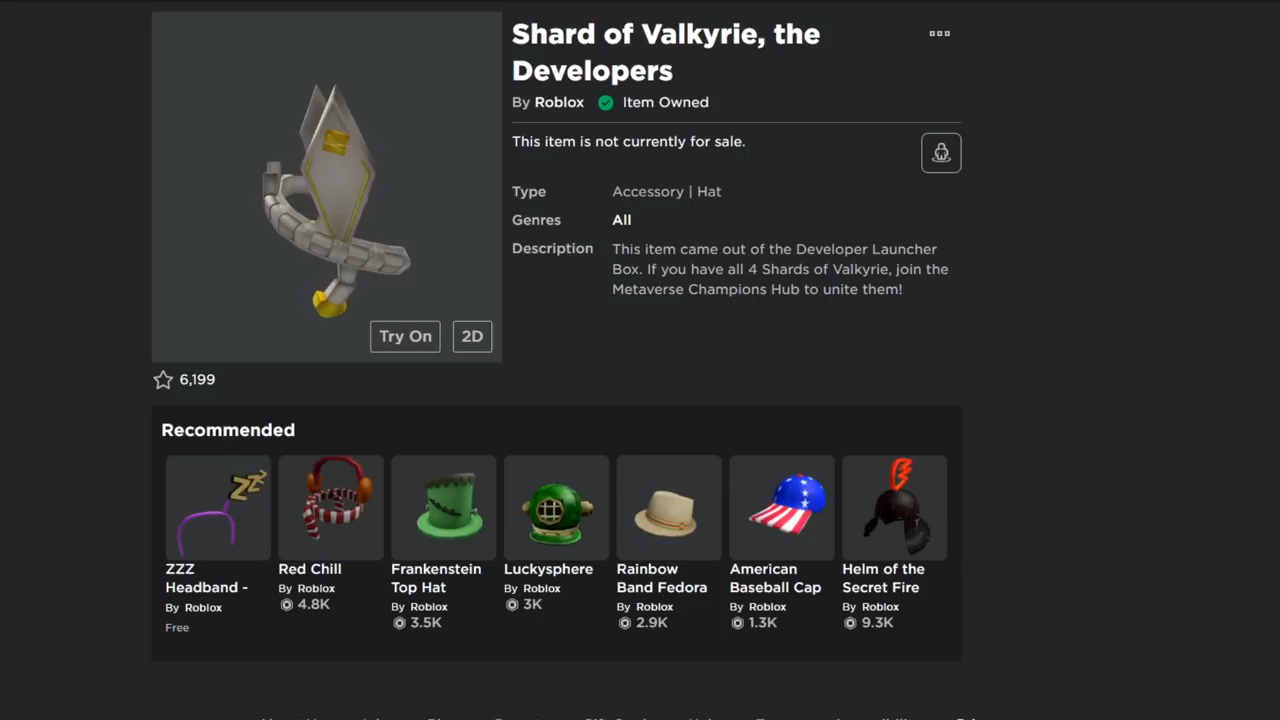 Shard of Valkyrie, the
Developers
By Roblox Item Owned
This item is not currently for sale.
Type Accessory | Hat
Genres All
Description This item came out of the Developer Launcher
Box. If you have all 4 Shards of Valkyrie, join the
Metaverse Champions Hub to unite them!
Try On 2D
6,199
Recommended
ZZZ
Headband -
By Roblox
Free
Red Chill
By Roblox
4.8K
Frankenstein
Top Hat
By Roblox
3.5K
Luckysphere
By Roblox
3K
Rainbow
Band Fedora
By Roblox
2.9K
American
Baseball Cap
By Roblox
1.3K
Helm of the
Secret Fire
By Roblox
9.3K